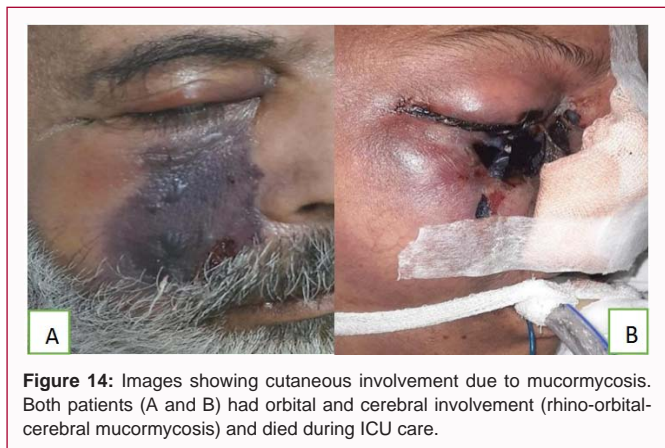 A
B
Figure 14: Images showing cutaneous involvement due to mucormycosis.
Both patients (A and B) had orbital and cerebral involvement (rhino-orbital-
cerebral mucormycosis) and died during ICU care.